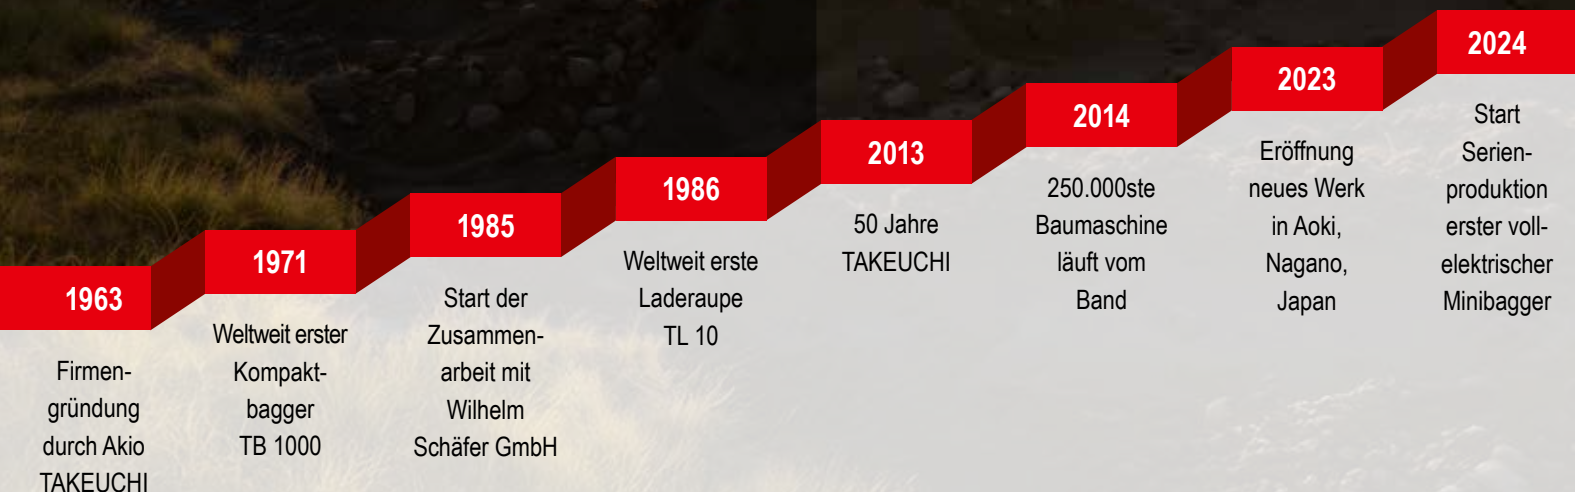 1963
Firmen-
gründung
durch Akio
TAKEUCHI
1971
Weltweit erster
Kompakt-
bagger
TB 1000
1985
Start der
Zusammen-
arbeit mit
Wilhelm
Schäfer GmbH
1986
Weltweit erste
Laderaupe
TL 10
2013
50 Jahre
TAKEUCHI
2014
250.000ste
Baumaschine
läuft vom
Band
2023
Eröffnung
neues Werk
in Aoki,
Nagano,
Japan
2024
Start
Serien-
produktion
erster voll-
elektrischer
Minibagger